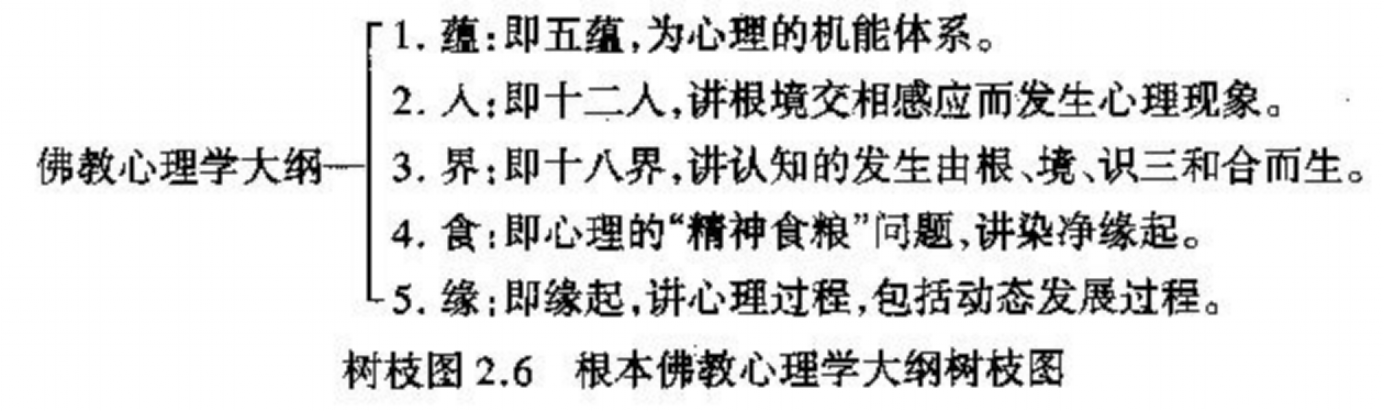 佛教心理学大纲
1. 蕴:即五蕴,为心理的机能体系。
2. 人:即十二人,讲根境交相感应而发生心理现象。
3. 界:即十八界,讲认知的发生由根、境、识三和合而生。
4. 食:即心理的“精神食粮”问题,讲染净缘起。
5. 缘:即缘起,讲心理过程,包括动态发展过程。
树枝图 2.6 根本佛教心理学大纲树枝图